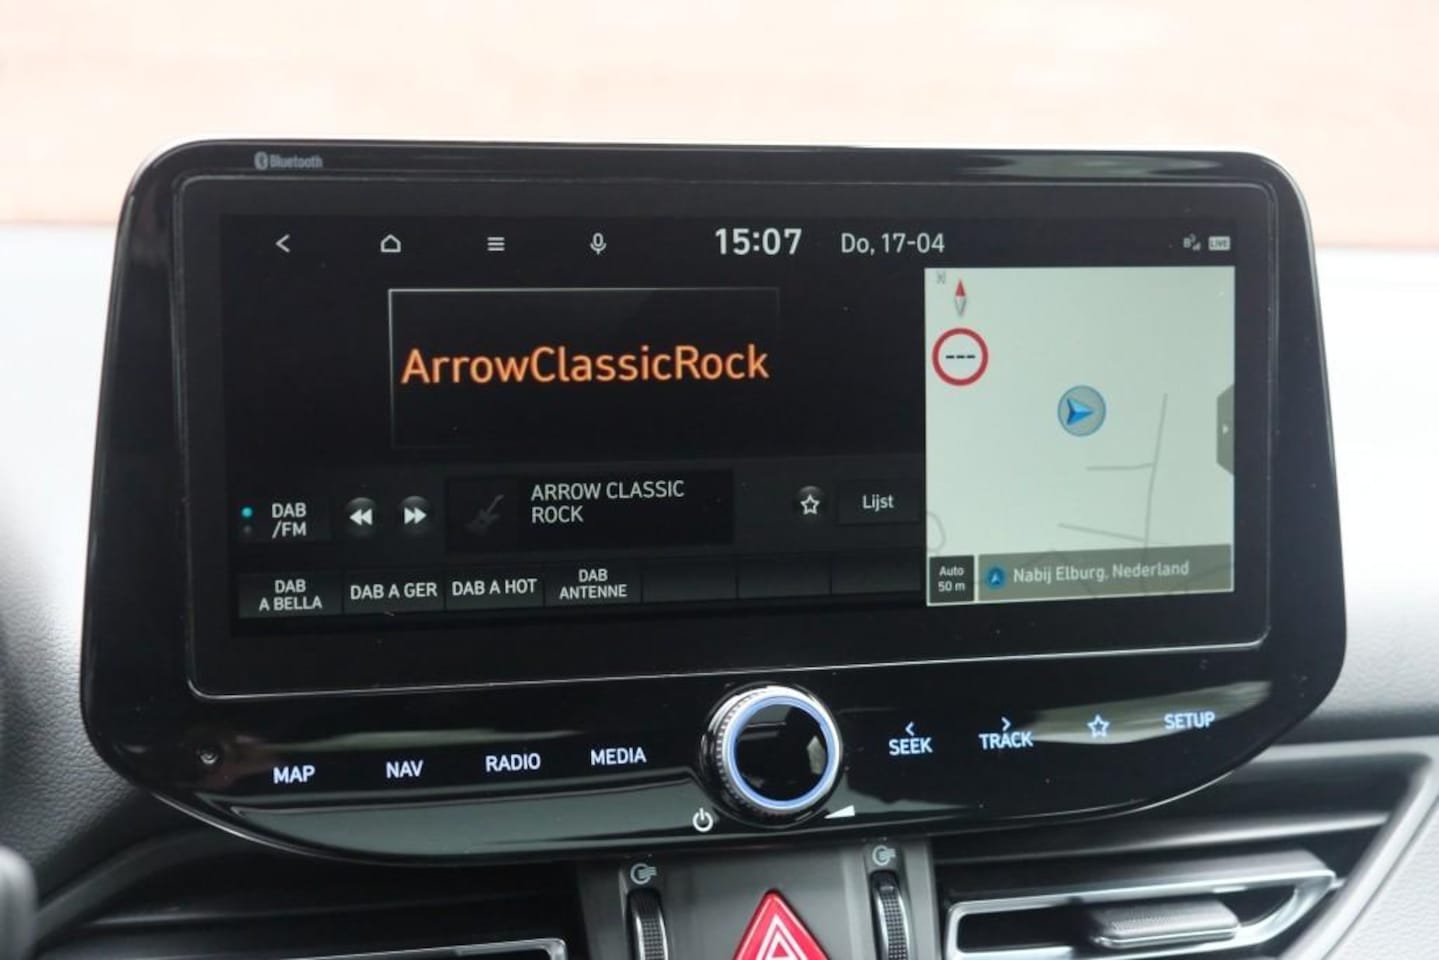 Bluetooth
15:07 Do, 17-04
LIVE
ArrowClassicRock
---
DAB
/FM
ARROW CLASSIC
ROCK
Lijst
DAB
A BELLA
DAB A GER
DAB A HOT
DAB
ANTENNE
Auto
50 m
Nabij Elburg, Nederland
MAP
NAV
RADIO
MEDIA
SEEK
TRACK
SETUP